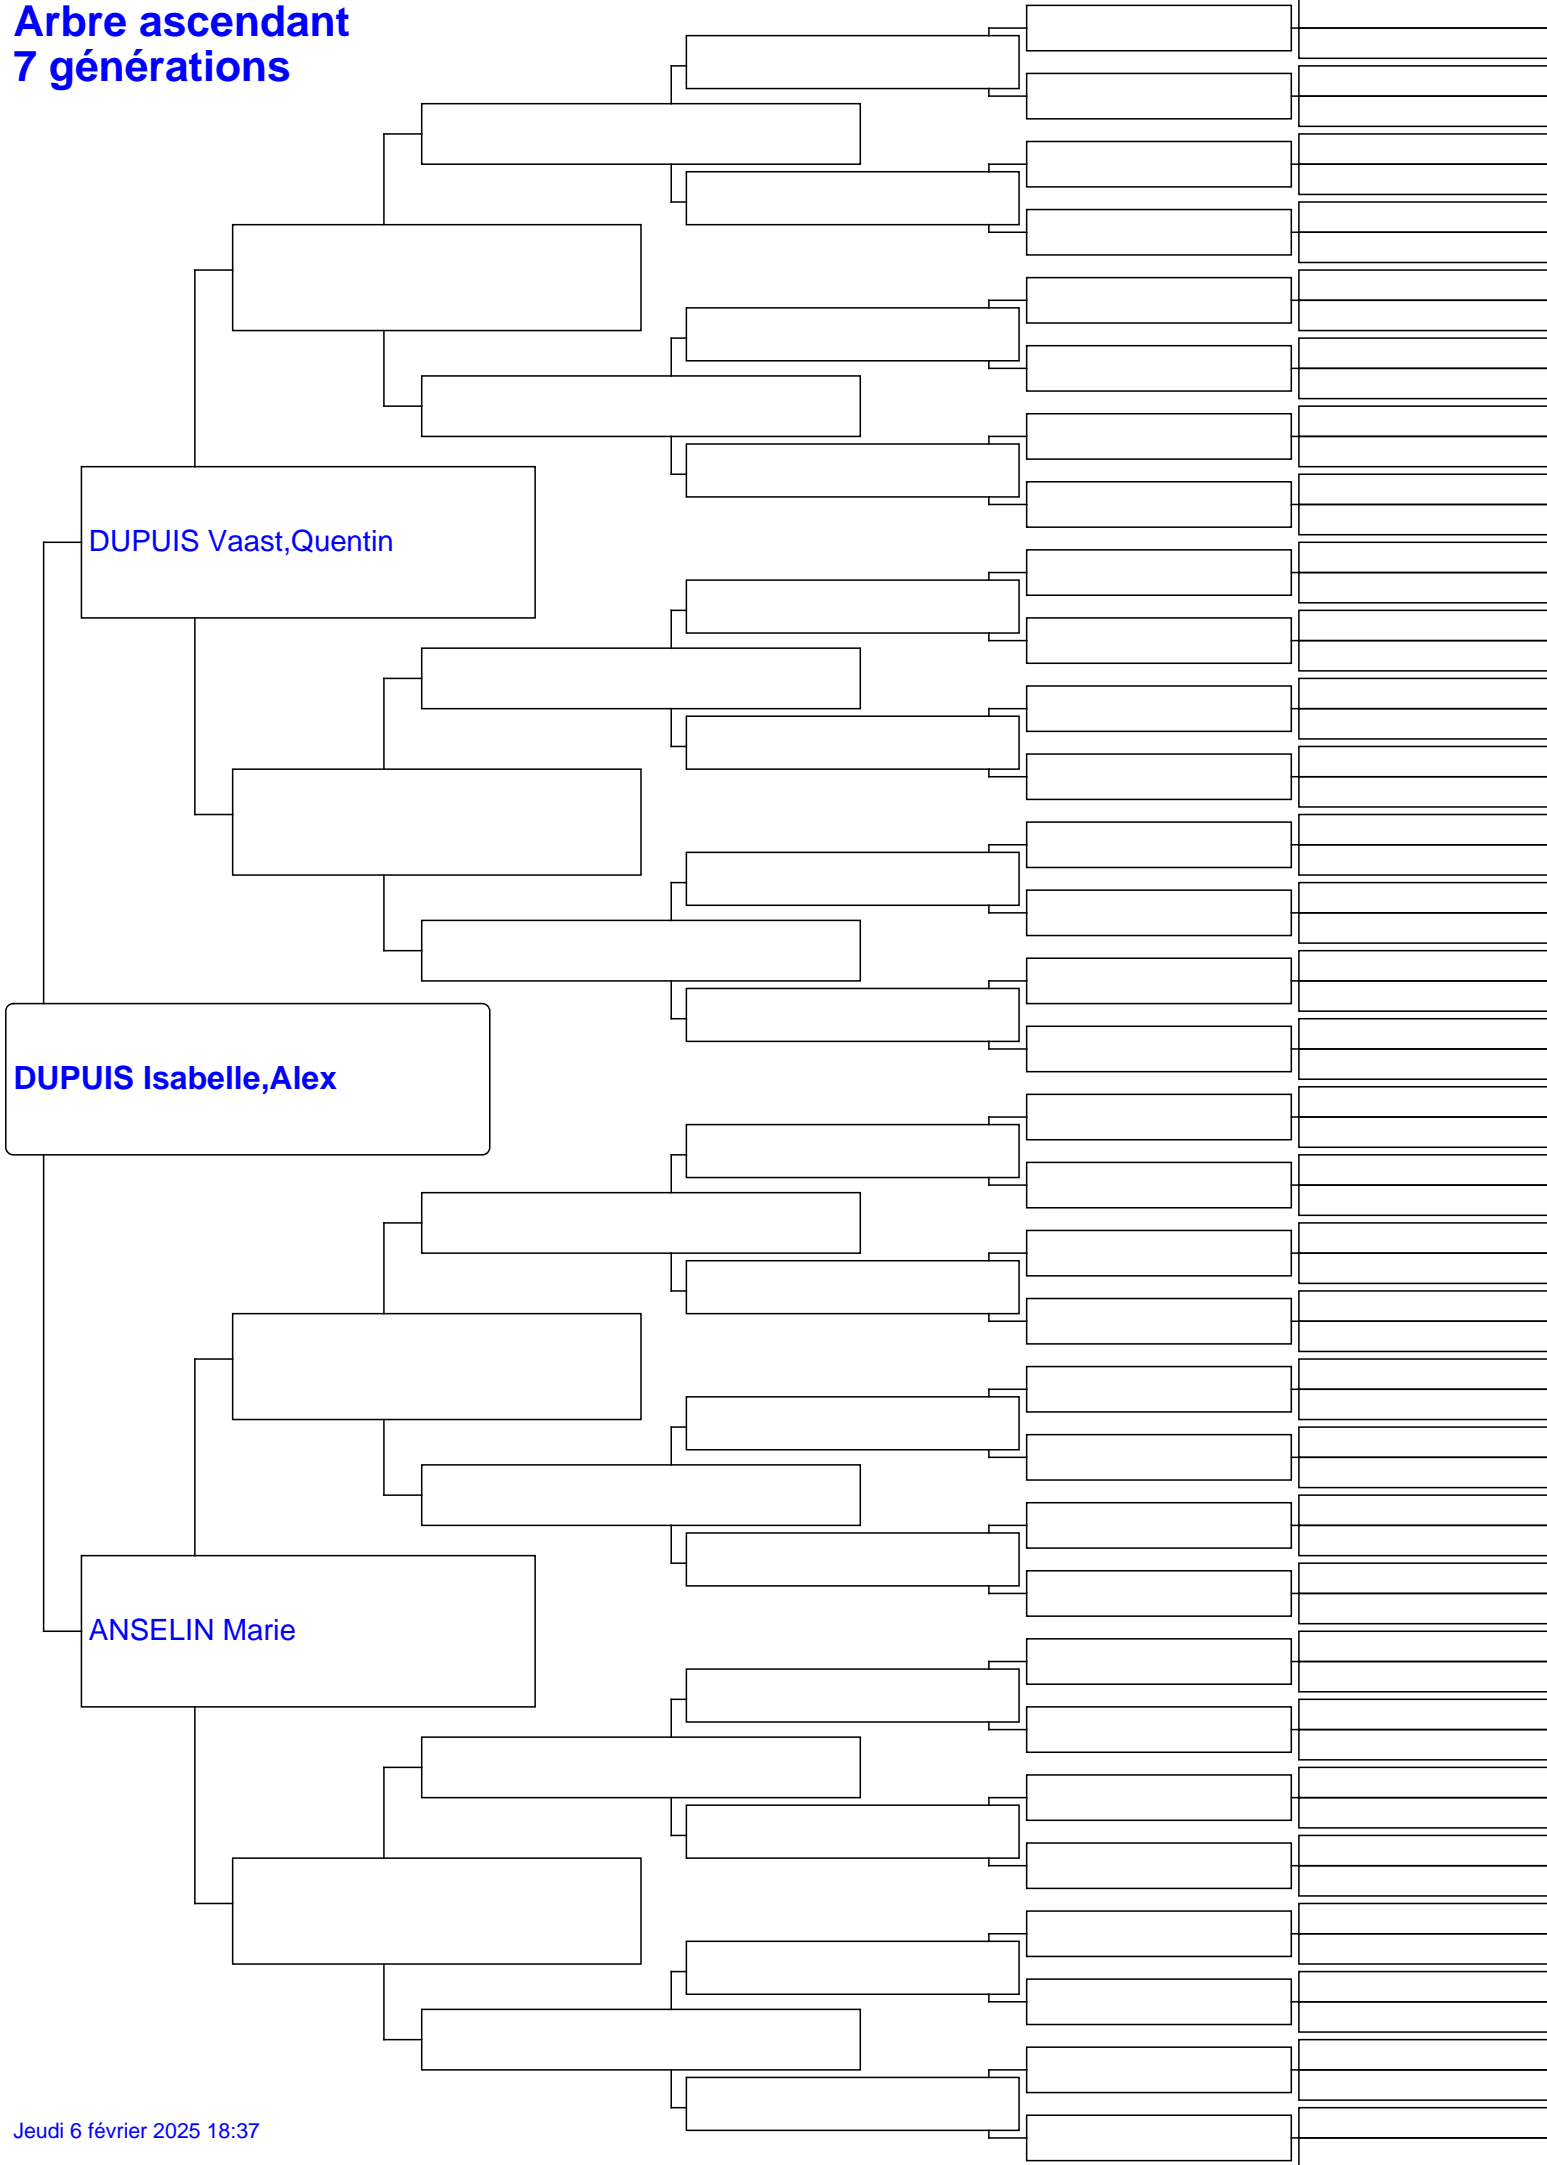 Arbre ascendant
7 générations
DUPUIS Vaast,Quentin
DUPUIS Isabelle,Alex
ANSELIN Marie
Jeudi 6 février 2025 18:37